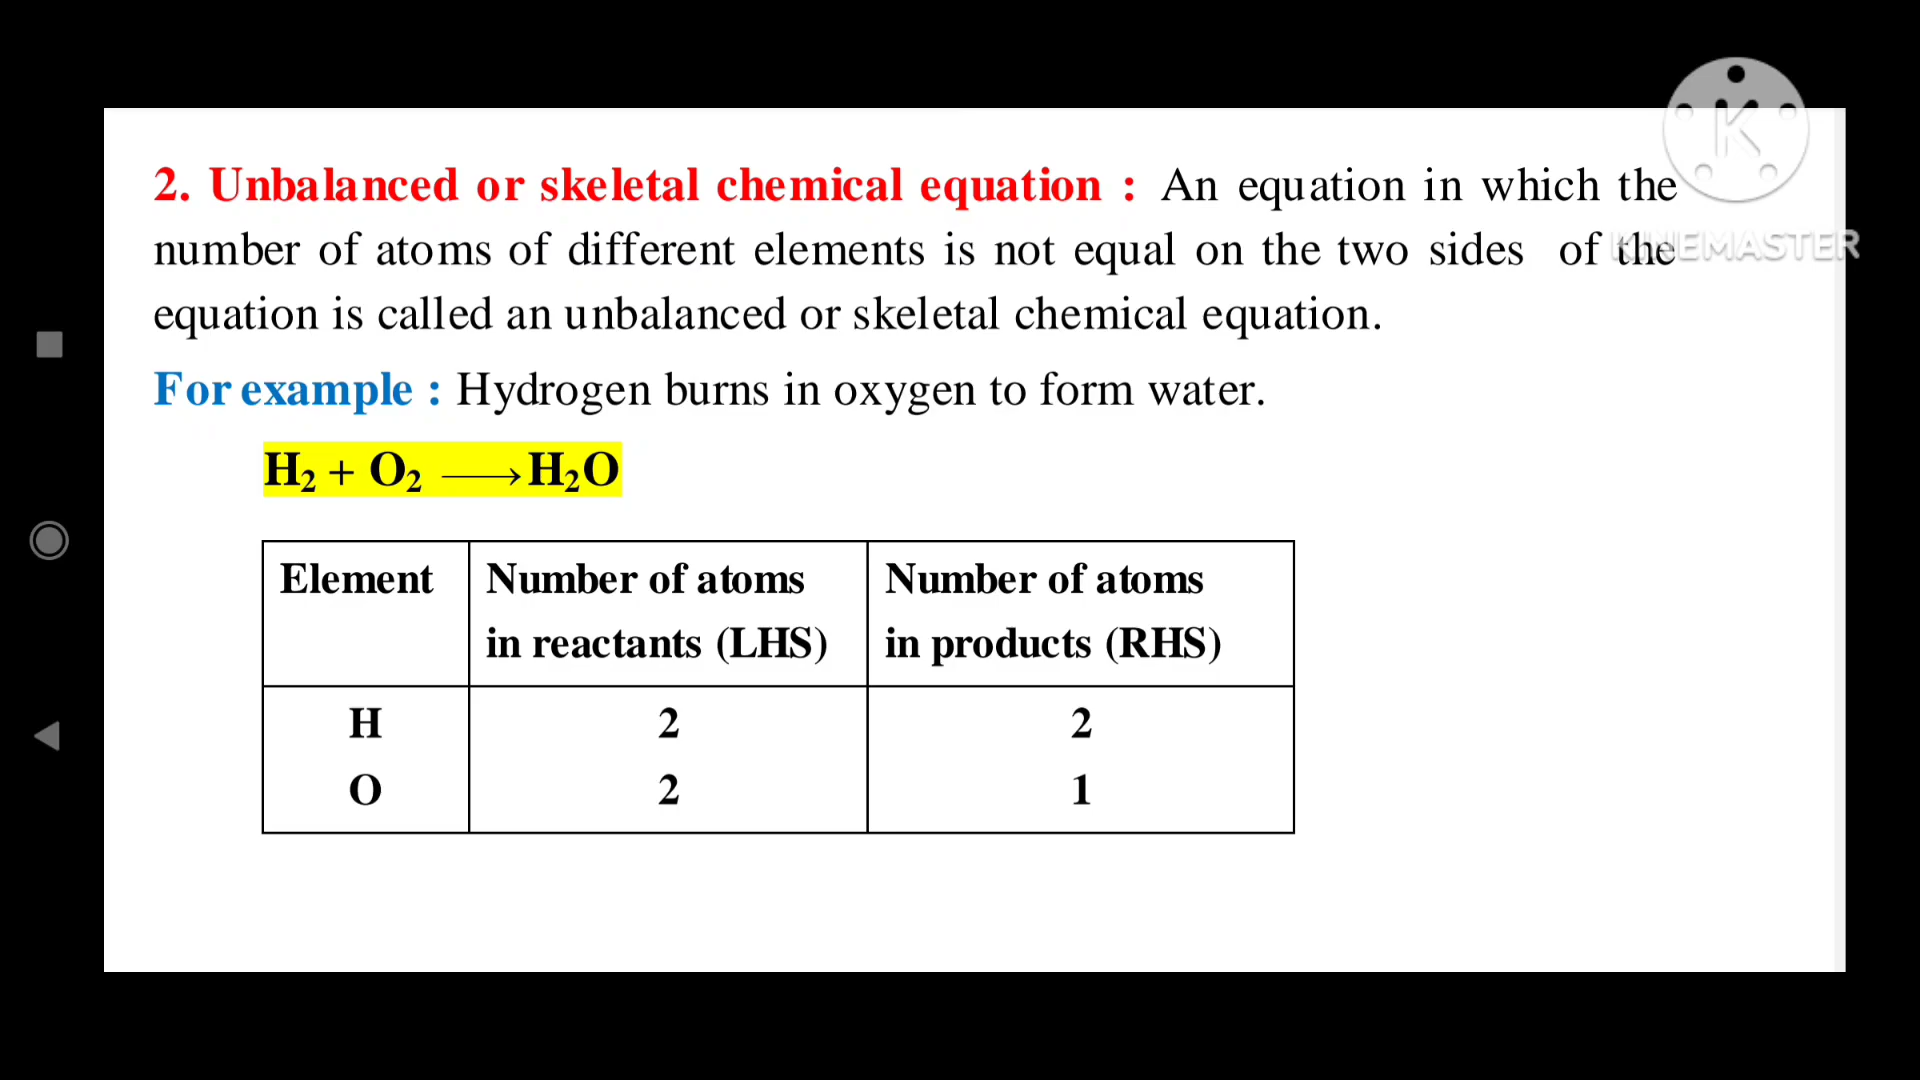 2. Unbalanced or skeletal chemical equation : An equation in which the
number of atoms of different elements is not equal on the two sides of the
equation is called an unbalanced or skeletal chemical equation.
For example : Hydrogen burns in oxygen to form water.
H₂ + O₂ ⟶ H₂O
Element Number of atoms in reactants (LHS) Number of atoms in products (RHS)
H 2 2
O 2 1
K
KINEMASTER